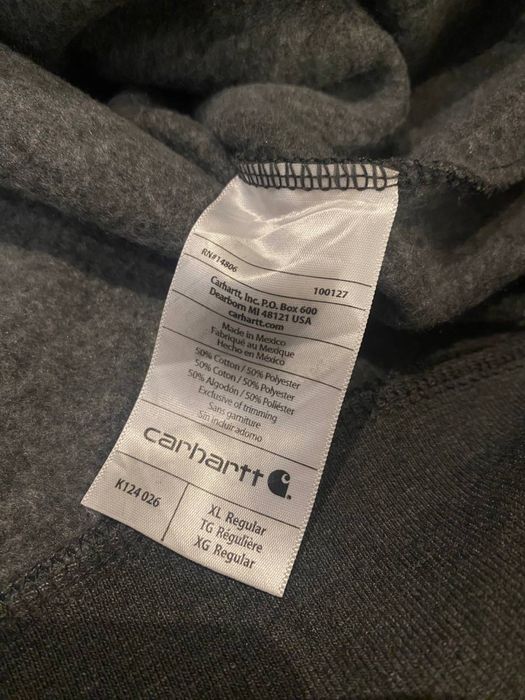 RN#14806 100127
Carhartt, Inc. P.O. Box 600
Dearborn MI 48121 USA
carhartt.com
Made in Mexico
Fabriqué au Mexique
Hecho en México
50% Cotton / 50% Polyester
50% Coton / 50% Polyester
50% Algodón / 50% Poliéster
Exclusive of trimming
Sans garniture
Sin incluir adorno
carhartt
K124 026
XL Regular
TG Régulière
XG Regular